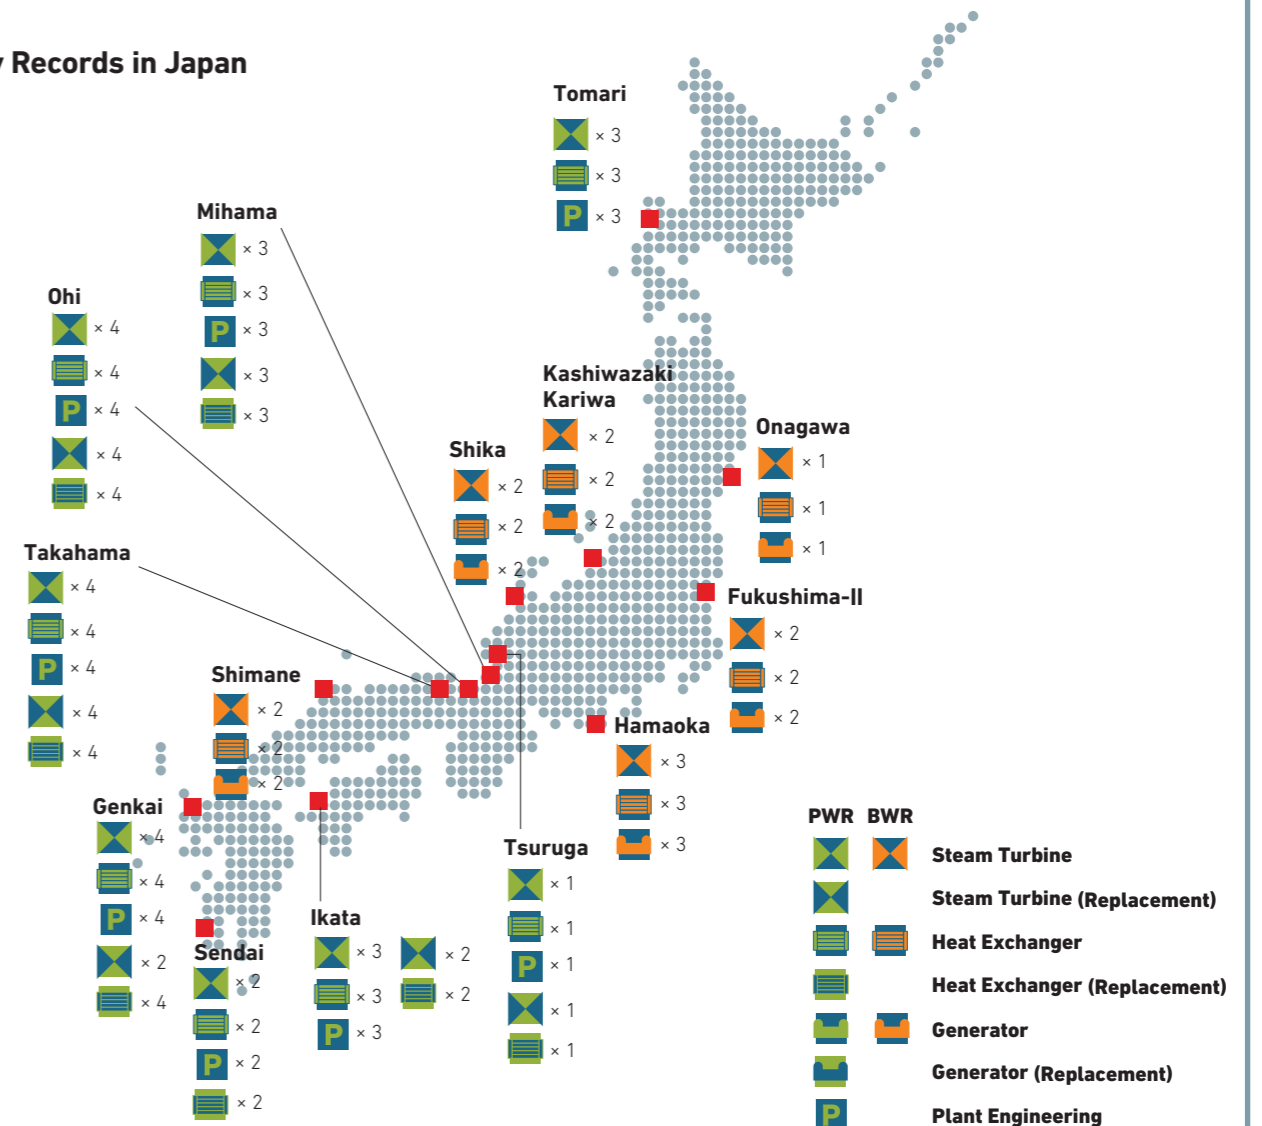 Records in Japan
Tomari
× 3
× 3
P × 3
Mihama
× 3
× 3
P × 3
× 3
× 3
Ohi
× 4
× 4
P × 4
× 4
× 4
Kashiwazaki
Kariwa
× 2
× 2
× 2
Onagawa
× 1
× 1
× 1
Shika
× 2
× 2
× 2
Takahama
× 4
× 4
P × 4
× 4
× 4
Fukushima-II
× 2
× 2
× 2
Shimane
× 2
× 2
× 2
Hamaoka
× 3
× 3
× 3
Genkai
× 4
× 4
P × 4
× 2
× 4
Sendai
× 2
× 2
P × 2
× 2
Ikata
× 3 × 2
× 3 × 2
P × 3
Tsuruga
× 1
× 1
P × 1
× 1
× 1
PWR BWR
Steam Turbine
Steam Turbine (Replacement)
Heat Exchanger
Heat Exchanger (Replacement)
Generator
Generator (Replacement)
P Plant Engineering